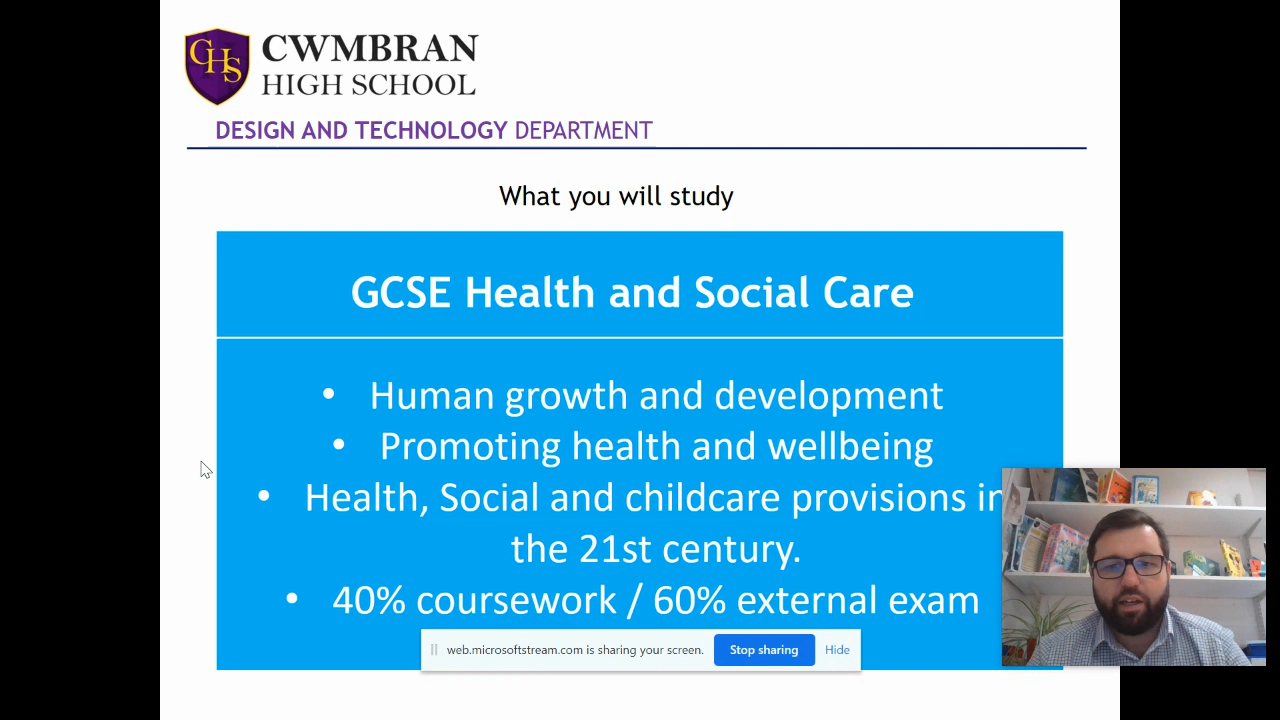 CHS
CWMBRAN
HIGH SCHOOL
DESIGN AND TECHNOLOGY DEPARTMENT
What you will study
GCSE Health and Social Care
• Human growth and development
• Promoting health and wellbeing
• Health, Social and childcare provisions in
the 21st century.
• 40% coursework / 60% external exam
web.microsoftstream.com is sharing your screen. Stop sharing Hide